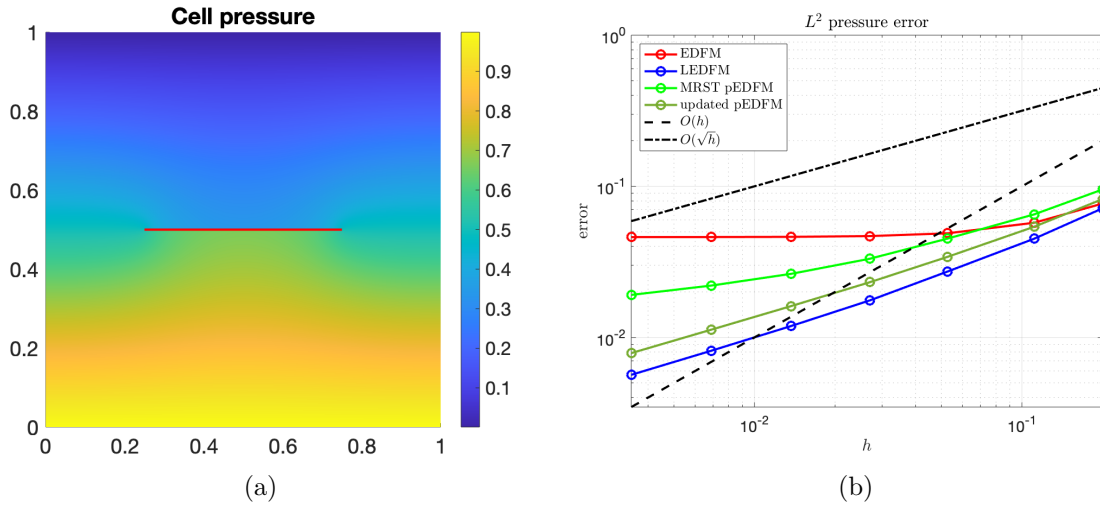 Cell pressure
1
0.8
0.6
0.4
0.2
0
0 0.2 0.4 0.6 0.8 1
0.9
0.8
0.7
0.6
0.5
0.4
0.3
0.2
0.1
(a)
L² pressure error
10⁰
10⁻¹
10⁻²
error
EDFM
LEDFM
MRST pEDFM
updated pEDFM
O(h)
O(√h)
10⁻² 10⁻¹
h
(b)